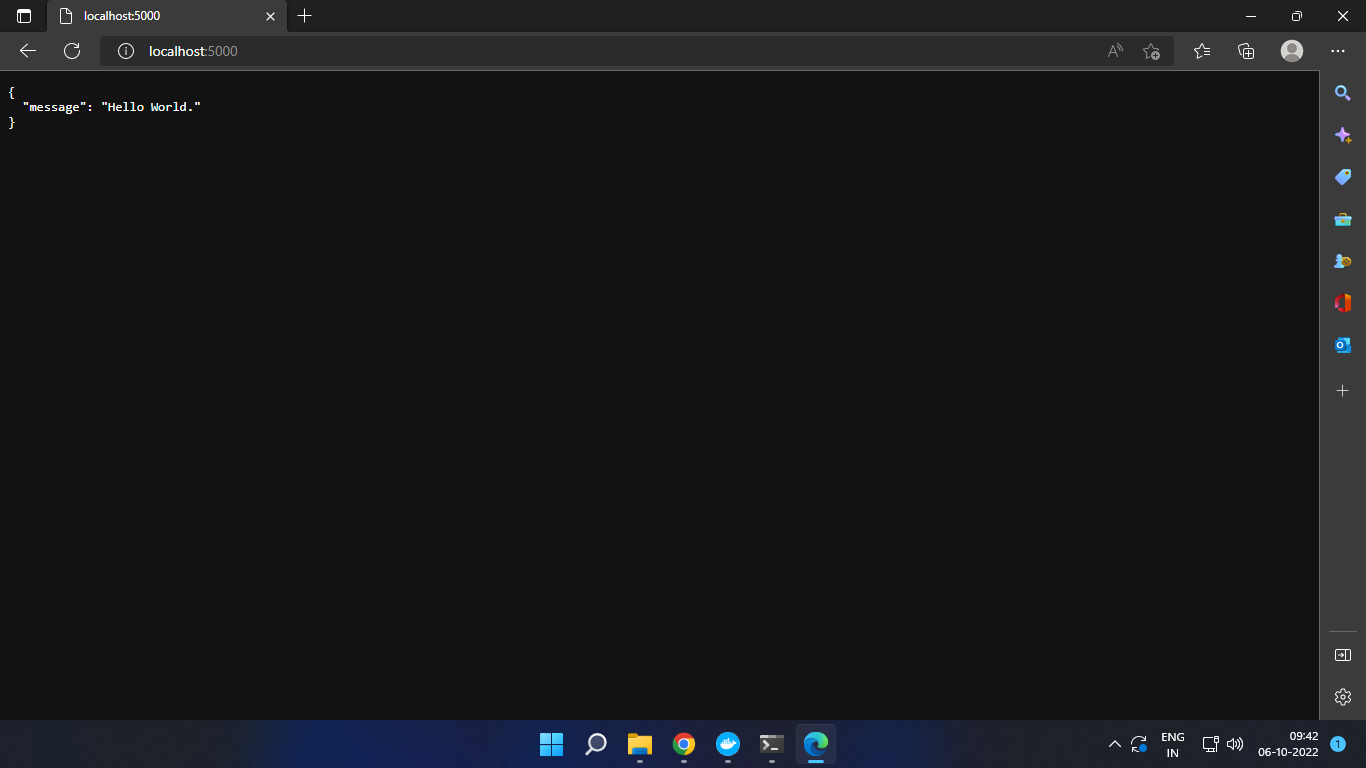 localhost:5000
localhost:5000
{
  "message": "Hello World."
}
ENG
IN
09:42
06-10-2022
1